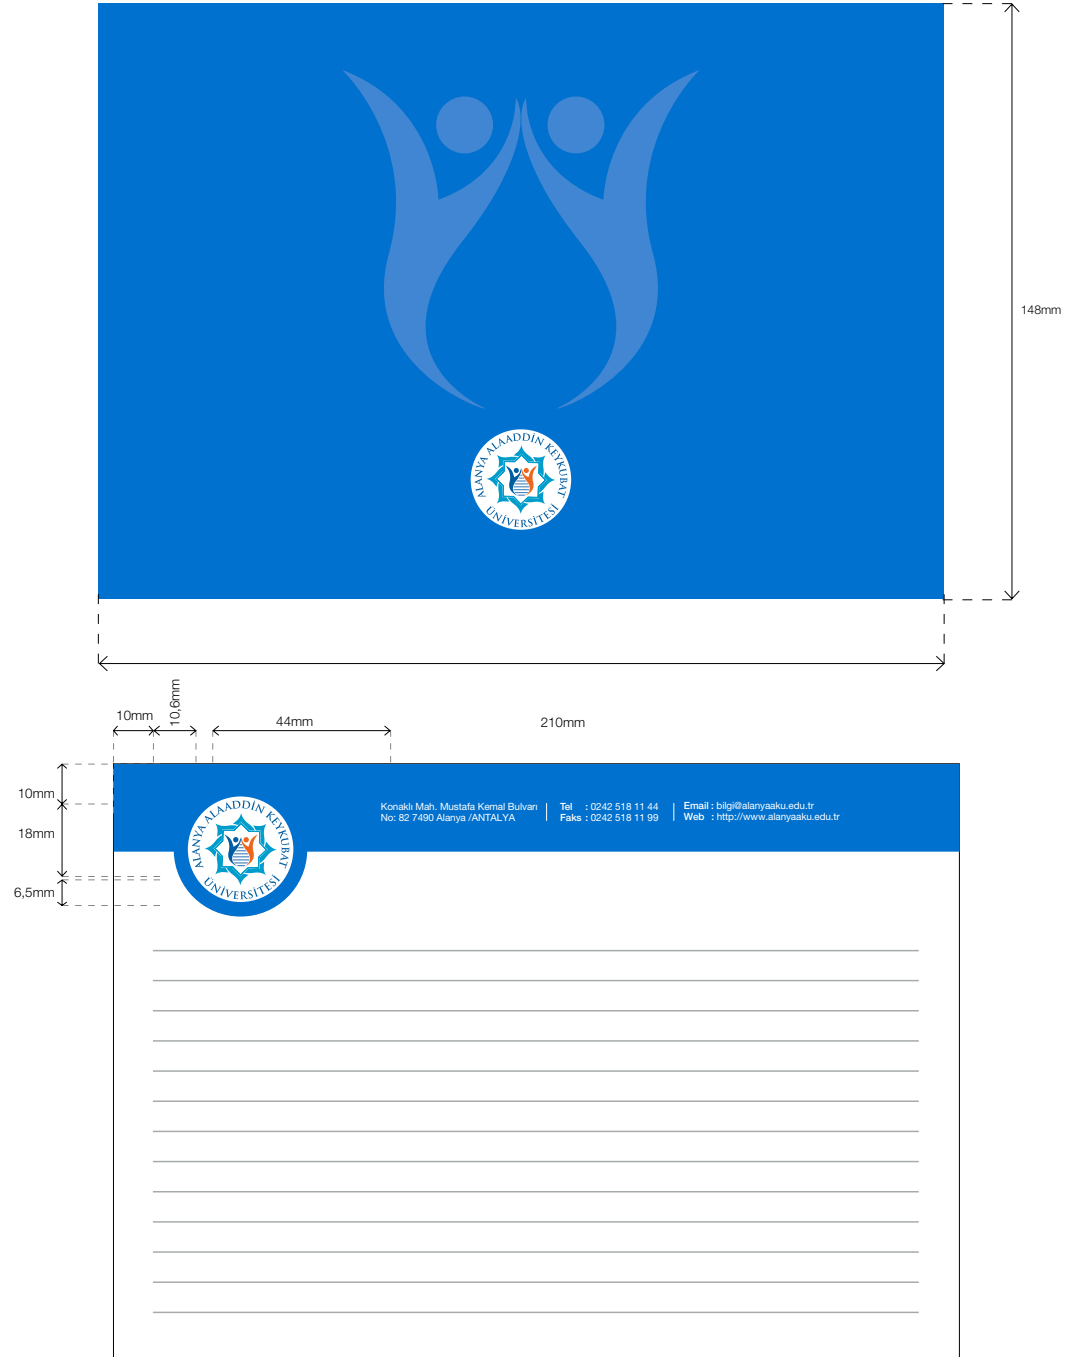 148mm
ALANYA ALAADDİN KEYKUBAT
ÜNİVERSİTESİ
10mm
10,6mm
44mm
210mm
10mm
18mm
6,5mm
ALANYA ALAADDİN KEYKUBAT
ÜNİVERSİTESİ
Konaklı Mah. Mustafa Kemal Bulvarı
No: 82 7490 Alanya /ANTALYA
Tel : 0242 518 11 44
Faks : 0242 518 11 99
Email : bilgi@alanyaaku.edu.tr
Web : http://www.alanyaaku.edu.tr